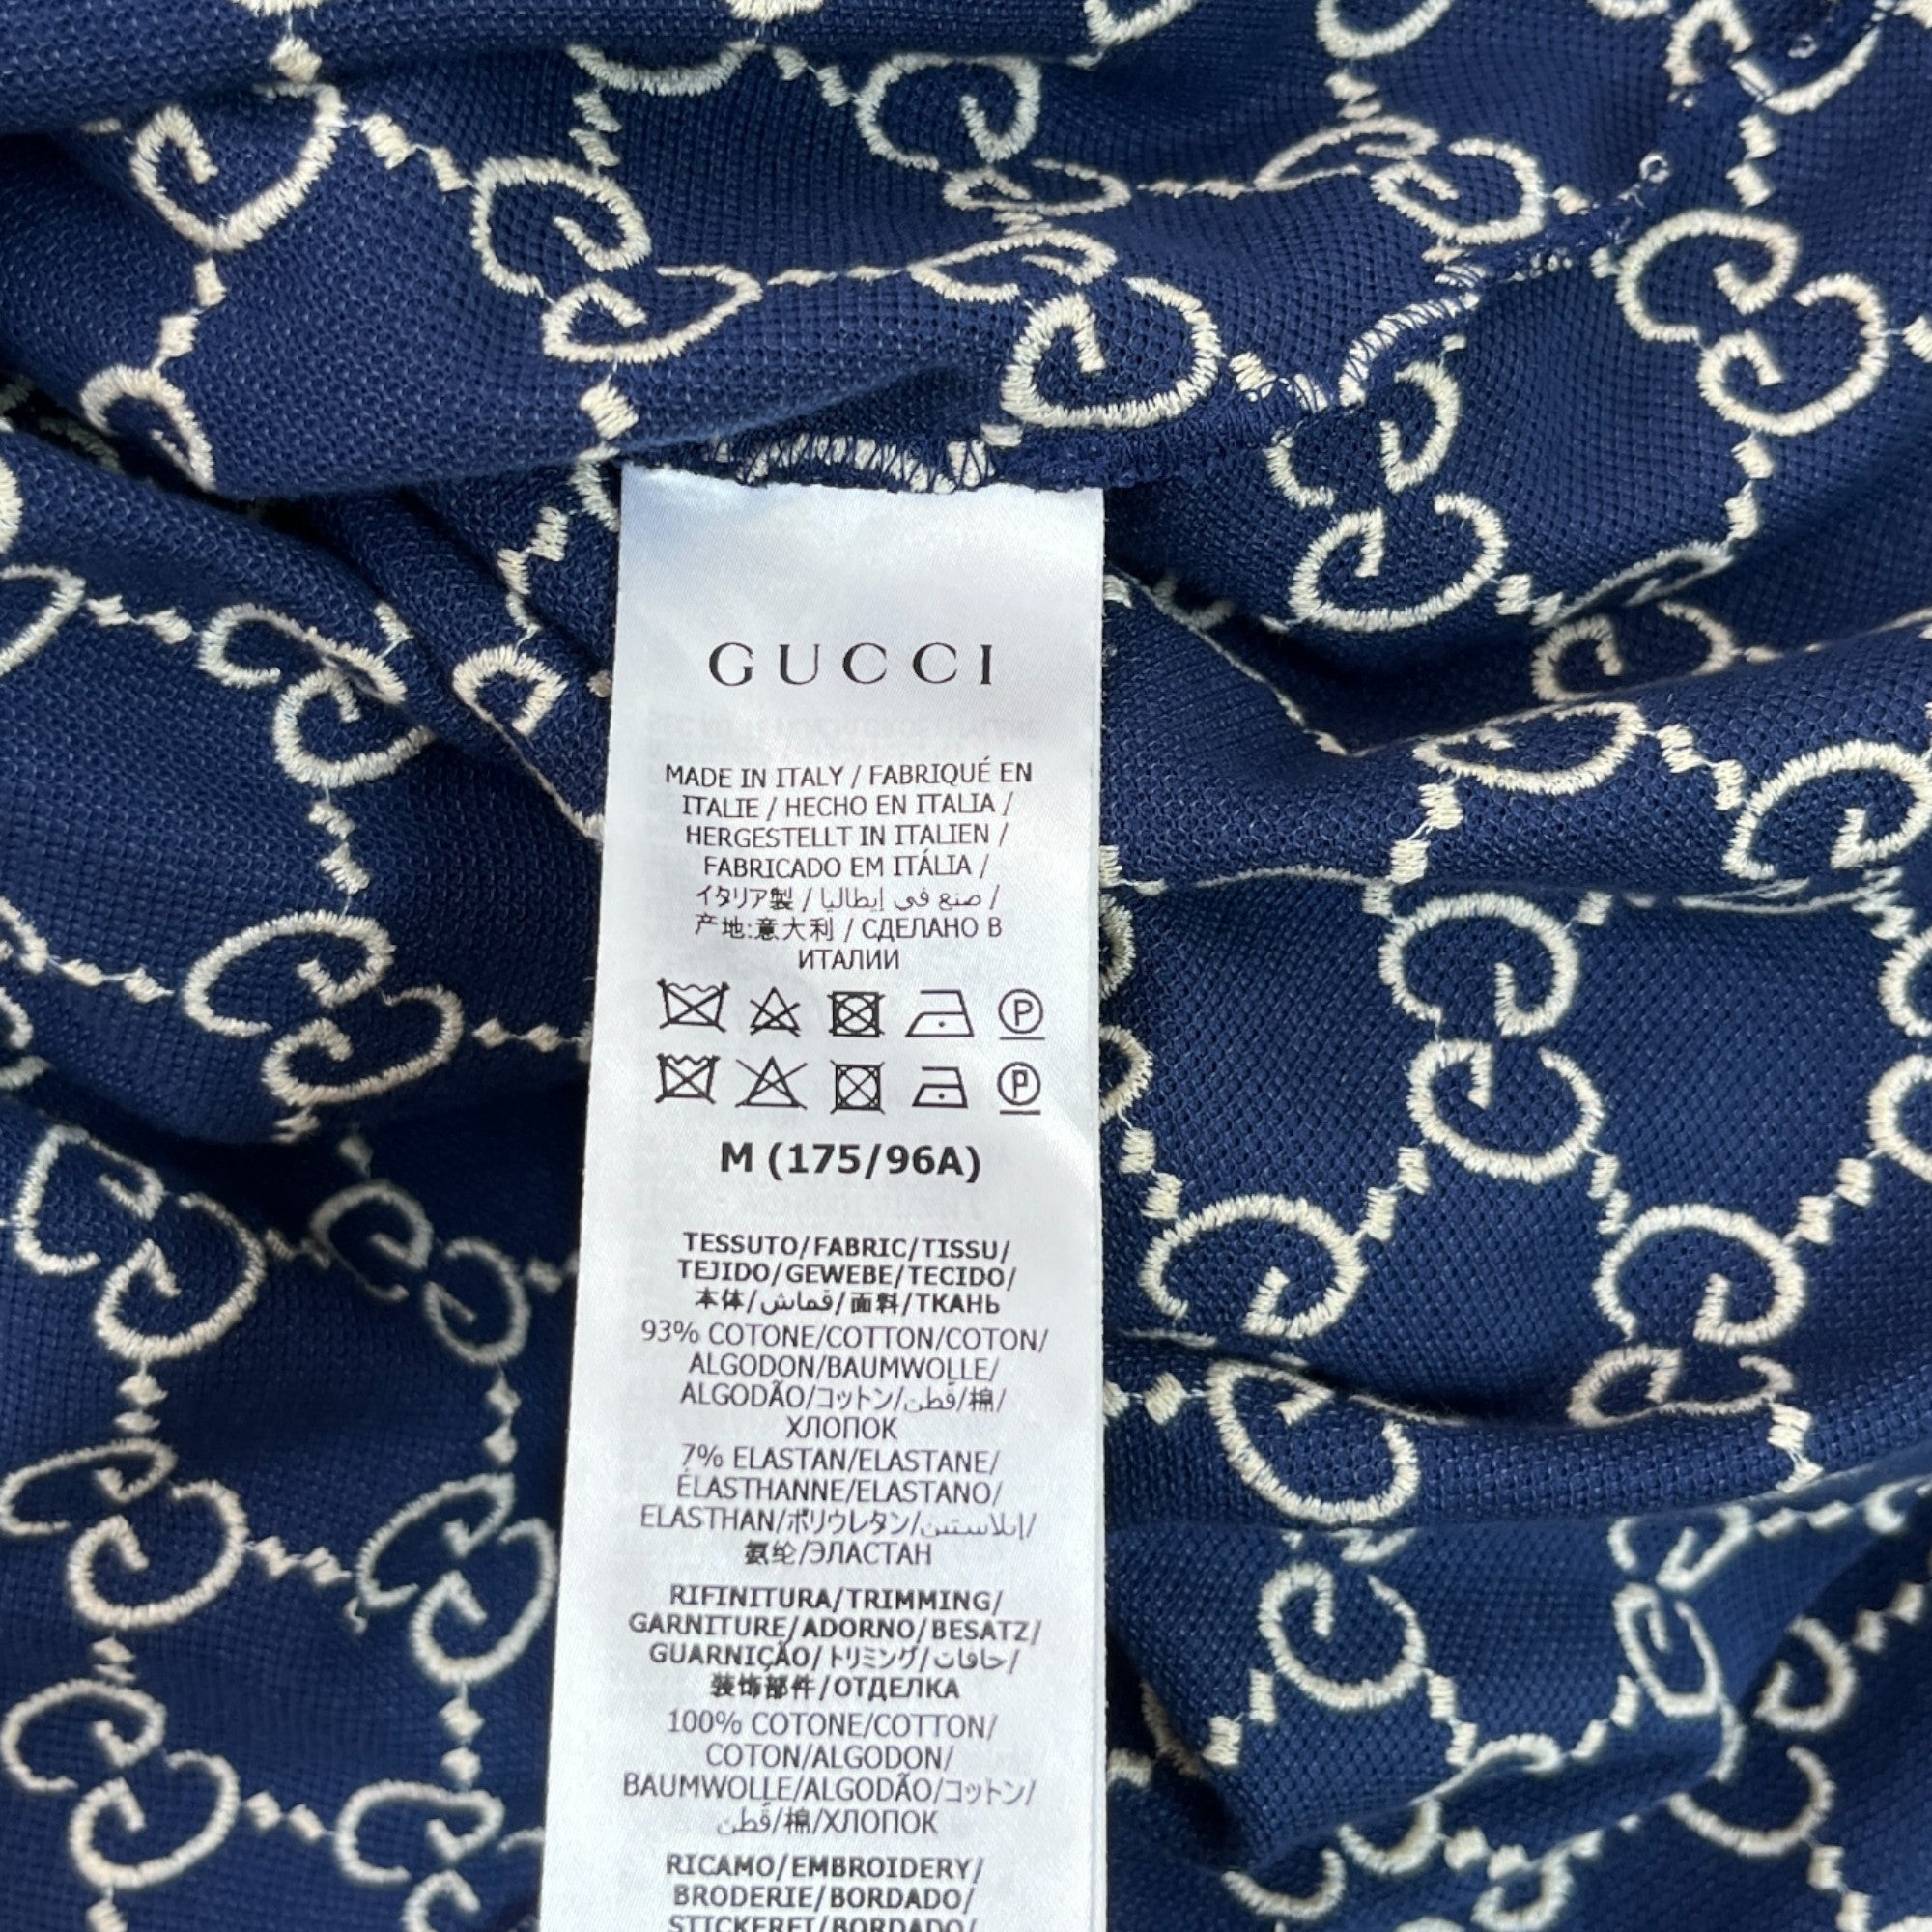 GUCCI
MADE IN ITALY / FABRIQUÉ EN
ITALIE / HECHO EN ITALIA /
HERGESTELLT IN ITALIEN /
FABRICADO EM ITÁLIA /
イタリア製 / صنع في إيطاليا /
产地:意大利 / СДЕЛАНО В
ИТАЛИИ
P
P
M (175/96A)
TESSUTO/FABRIC/TISSU/
TEJIDO/GEWEBE/TECIDO/
本体/قماش/面料/ТКАНЬ
93% COTONE/COTTON/COTON/
ALGODON/BAUMWOLLE/
ALGODÃO/コットン/قطن/棉/
ХЛОПОК
7% ELASTAN/ELASTANE/
ÉLASTHANNE/ELASTANO/
ELASTHAN/ポリウレタン/إيلاستين/
氨纶/ЭЛАСТАН
RIFINITURA/TRIMMING/
GARNITURE/ADORNO/BESATZ/
GUARNIÇÃO/トリミング/حافات/
装饰部件/ОТДЕЛКА
100% COTONE/COTTON/
COTON/ALGODON/
BAUMWOLLE/ALGODÃO/コットン/
قطن/棉/ХЛОПОК
RICAMO/EMBROIDERY/
BRODERIE/BORDADO/
STICKEREI/BORDADO/